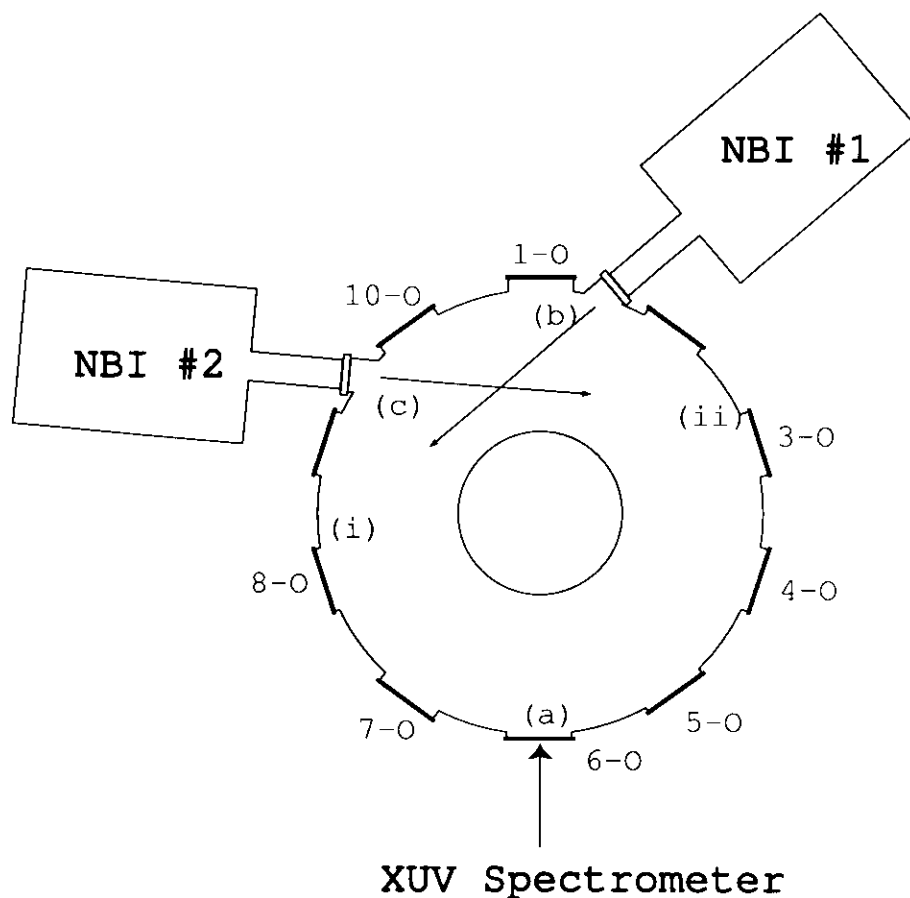 NBI #1
1-O
10-O
(b)
NBI #2
(c)
(ii)
3-O
(i)
8-O
4-O
(a)
7-O
5-O
6-O
XUV Spectrometer